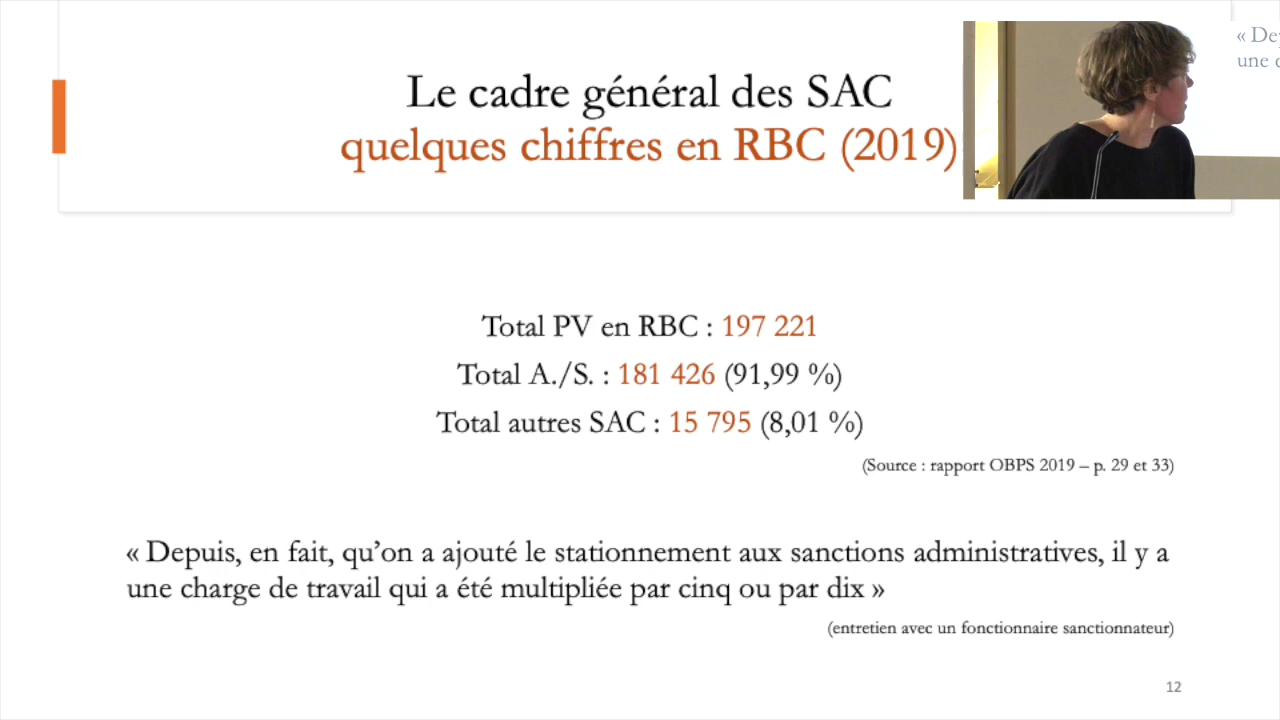 Le cadre général des SAC
quelques chiffres en RBC (2019)
Total PV en RBC : 197 221
Total A./S. : 181 426 (91,99 %)
Total autres SAC : 15 795 (8,01 %)
(Source : rapport OBPS 2019 – p. 29 et 33)
« Depuis, en fait, qu’on a ajouté le stationnement aux sanctions administratives, il y a
une charge de travail qui a été multipliée par cinq ou par dix »
(entretien avec un fonctionnaire sanctionnateur)
12
« De
une